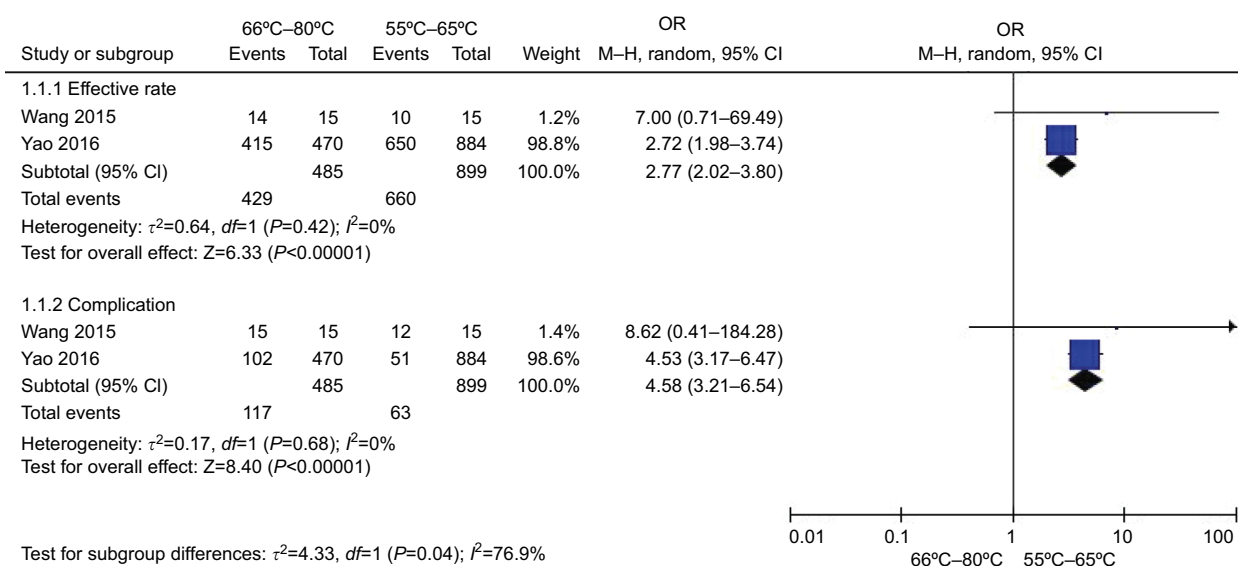 66ºC–80ºC 55ºC–65ºC OR OR
Study or subgroup Events Total Events Total Weight M–H, random, 95% CI M–H, random, 95% CI
1.1.1 Effective rate
Wang 2015 14 15 10 15 1.2% 7.00 (0.71–69.49)
Yao 2016 415 470 650 884 98.8% 2.72 (1.98–3.74)
Subtotal (95% CI) 485 899 100.0% 2.77 (2.02–3.80)
Total events 429 660
Heterogeneity: τ²=0.64, df=1 (P=0.42); I²=0%
Test for overall effect: Z=6.33 (P<0.00001)
1.1.2 Complication
Wang 2015 15 15 12 15 1.4% 8.62 (0.41–184.28)
Yao 2016 102 470 51 884 98.6% 4.53 (3.17–6.47)
Subtotal (95% CI) 485 899 100.0% 4.58 (3.21–6.54)
Total events 117 63
Heterogeneity: τ²=0.17, df=1 (P=0.68); I²=0%
Test for overall effect: Z=8.40 (P<0.00001)
0.01 0.1 1 10 100
Test for subgroup differences: τ²=4.33, df=1 (P=0.04); I²=76.9%
66ºC–80ºC 55ºC–65ºC